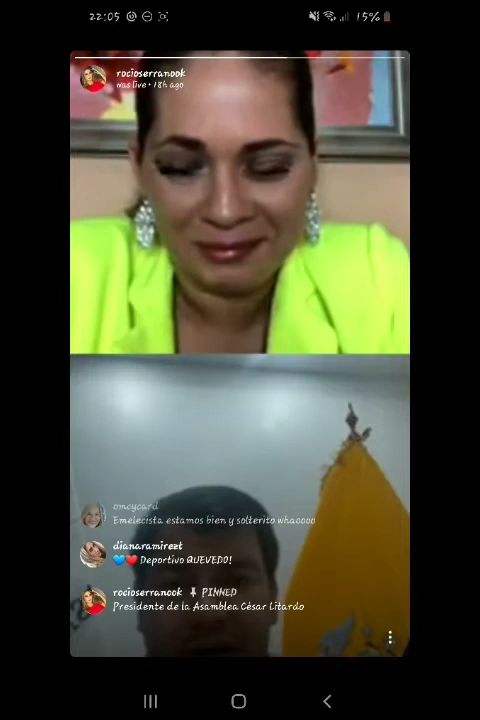 22:05
15%
rocioserranook
was live • 18h ago
omcycard
Emelecista estamos bien y solterito whaoooo
dianaramirezt
💙❤️ Deportivo QUEVEDO!
rocioserranook 📌 PINNED
Presidente de la Asamblea César Litardo